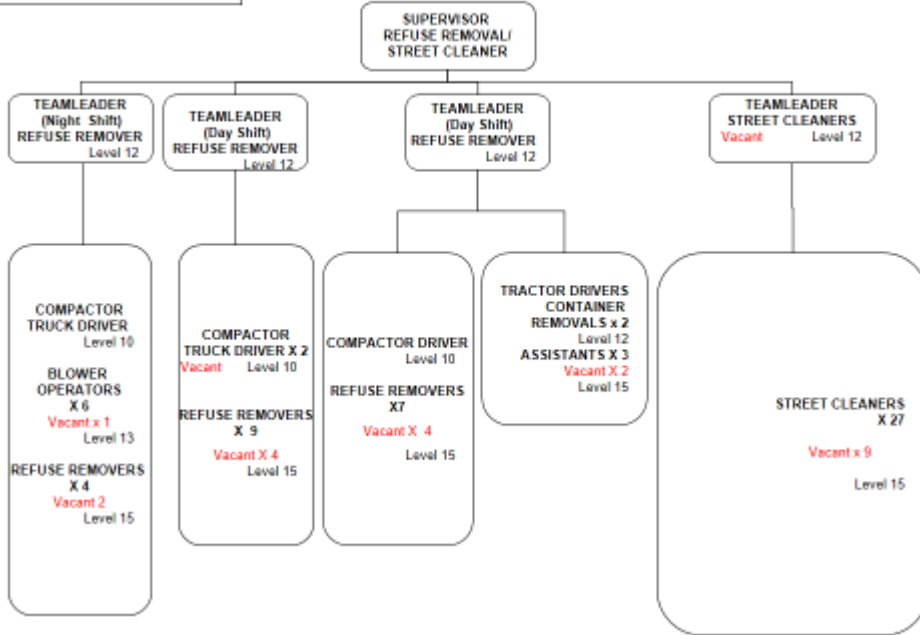 SUPERVISOR
REFUSE REMOVAL/
STREET CLEANER
TEAMLEADER
(Night Shift)
REFUSE REMOVER
Level 12
TEAMLEADER
(Day Shift)
REFUSE REMOVER
Level 12
TEAMLEADER
(Day Shift)
REFUSE REMOVER
Level 12
TEAMLEADER
STREET CLEANERS
Vacant Level 12
COMPACTOR
TRUCK DRIVER
Level 10
BLOWER
OPERATORS
X 6
Vacant x 1
Level 13
REFUSE REMOVERS
X 4
Vacant 2
Level 15
COMPACTOR
TRUCK DRIVER X 2
Vacant Level 10
REFUSE REMOVERS
X 9
Vacant X 4
Level 15
COMPACTOR DRIVER
Level 10
REFUSE REMOVERS
X7
Vacant X 4
Level 15
TRACTOR DRIVERS
CONTAINER
REMOVALS x 2
Level 12
ASSISTANTS X 3
Vacant X 2
Level 15
STREET CLEANERS
X 27
Vacant x 9
Level 15